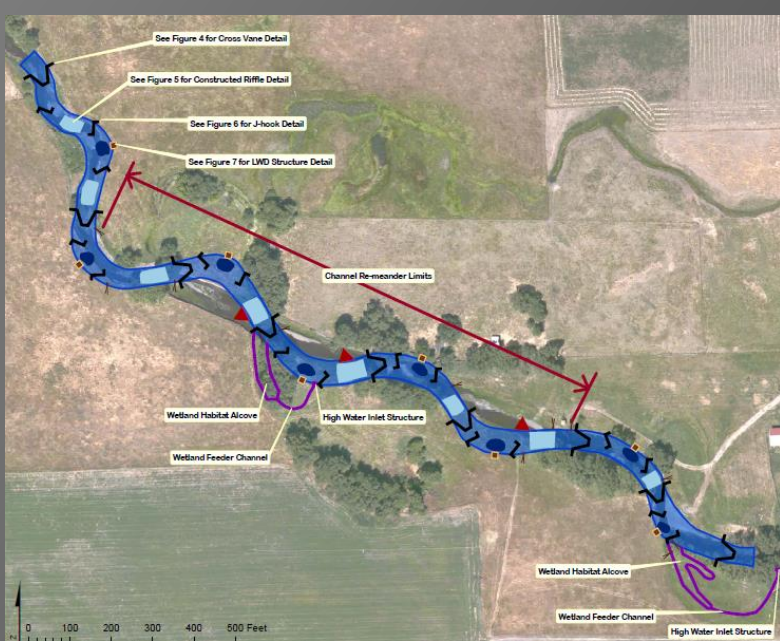 See Figure 4 for Cross Vane Detail
See Figure 5 for Constructed Riffle Detail
See Figure 6 for J-hook Detail
See Figure 7 for LWD Structure Detail
Channel Re-meander Limits
Wetland Habitat Alcove
High Water Inlet Structure
Wetland Feeder Channel
Wetland Habitat Alcove
Wetland Feeder Channel
High Water Inlet Structure
Z
0 100 200 300 400 500 Feet